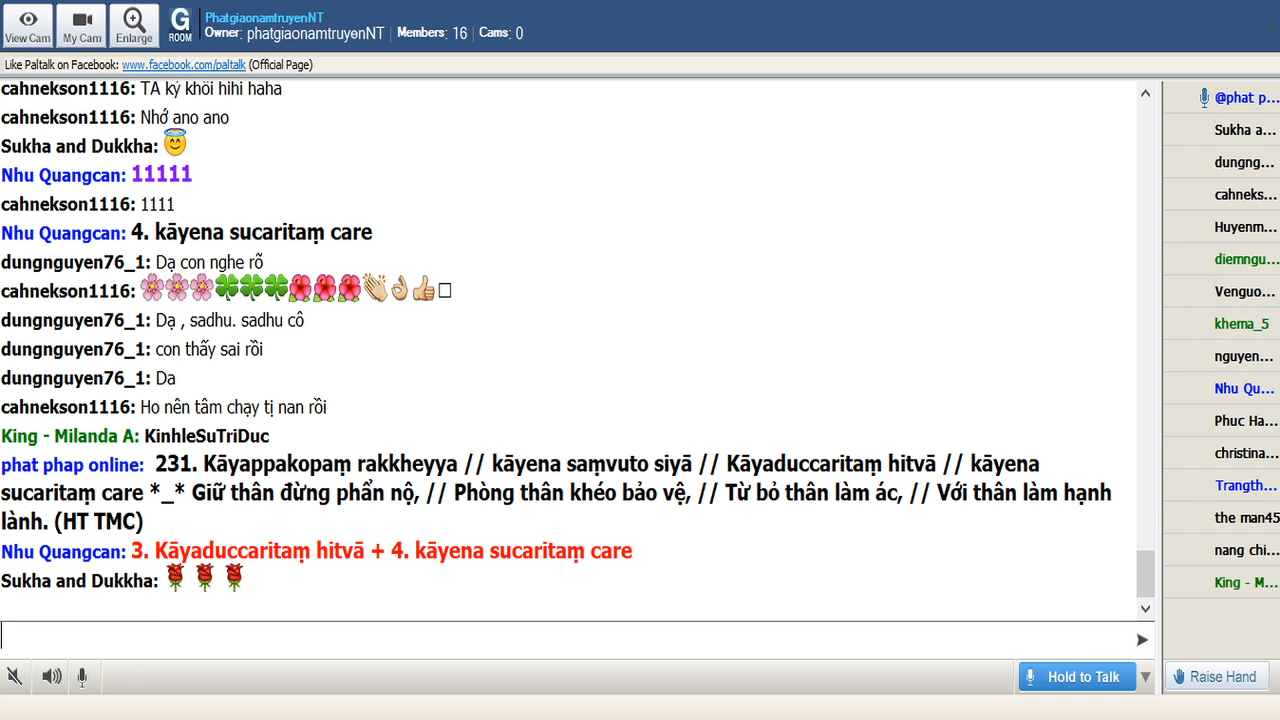 View Cam
My Cam
Enlarge
G
ROOM
PhatgiaonamtruyenNT
Owner: phatgiaonamtruyenNT | Members: 16 | Cams: 0
Like Paltalk on Facebook: www.facebook.com/paltalk (Official Page)
cahnekson1116: TA ký khôi hihi haha
cahnekson1116: Nhớ ano ano
Sukha and Dukkha: 😇
Nhu Quangcan: 11111
cahnekson1116: 1111
Nhu Quangcan: 4. kāyena sucaritaṃ care
dungnguyen76_1: Dạ con nghe rõ
cahnekson1116: 🌸🌸🌸🍀🍀🍀🌺🌺🌺👏👌👍□
dungnguyen76_1: Dạ , sadhu. sadhu cô
dungnguyen76_1: con thấy sai rồi
dungnguyen76_1: Da
cahnekson1116: Ho nên tâm chạy tị nan rồi
King - Milanda A: KinhleSuTriDuc
phat phap online: 231. Kāyappakopaṃ rakkheyya // kāyena saṃvuto siyā // Kāyaduccaritaṃ hitvā // kāyena
sucaritaṃ care *_* Giữ thân đừng phẩn nộ, // Phòng thân khéo bảo vệ, // Từ bỏ thân làm ác, // Với thân làm hạnh
lành. (HT TMC)
Nhu Quangcan: 3. Kāyaduccaritaṃ hitvā + 4. kāyena sucaritaṃ care
Sukha and Dukkha: 🌹 🌹 🌹
@phat p...
Sukha a...
dungng...
cahneks...
Huyenm...
diemngu...
Venguo...
khema_5
nguyen...
Nhu Qu...
Phuc Ha...
christina...
Trangth...
the man45
nang chi...
King - M...
Hold to Talk
Raise Hand